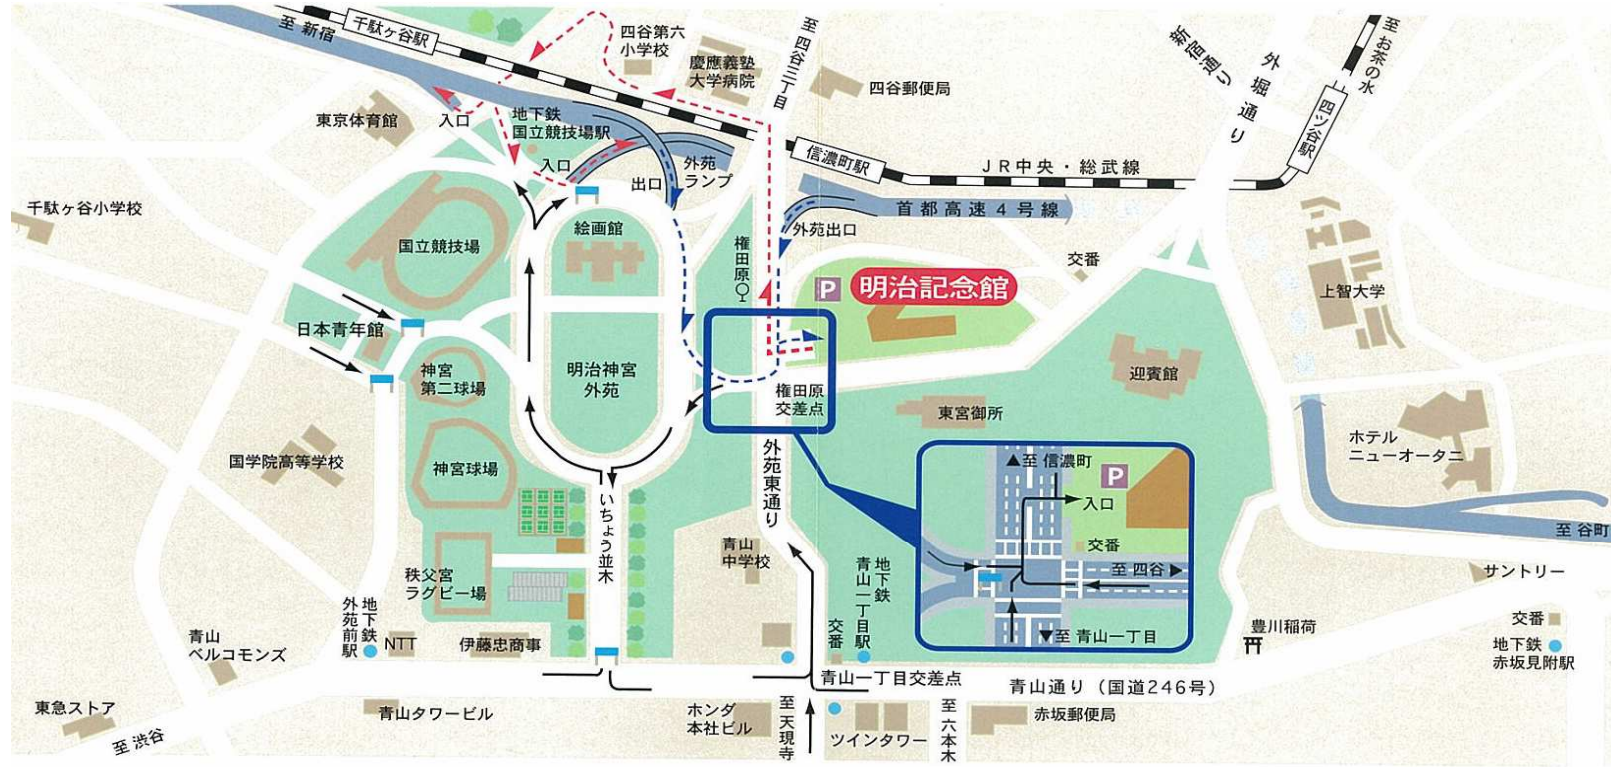 至 新宿
千駄ヶ谷駅
四谷第六
小学校
慶應義塾
大学病院
至 四谷三丁目
四谷郵便局
新宿通り
外堀通り
至 お茶の水
四ツ谷駅
東京体育館
入口
地下鉄
国立競技場駅
入口
出口
外苑
ランプ
信濃町駅
JR中央・総武線
首都高速4号線
外苑出口
千駄ヶ谷小学校
国立競技場
絵画館
権田原
交番
P
明治記念館
上智大学
日本青年館
神宮
第二球場
明治神宮
外苑
権田原
交差点
迎賓館
東宮御所
国学院高等学校
神宮球場
いちょう並木
外苑東通り
ホテル
ニューオータニ
▲至 信濃町
P
入口
交番
至 四谷▶
▼至 青山一丁目
至 谷町
秩父宮
ラグビー場
青山
中学校
地下鉄
青山一丁目駅
サントリー
地下鉄
外苑前駅
NTT
伊藤忠商事
交番
豊川稲荷
交番
地下鉄
赤坂見附駅
青山
ベルコモンズ
青山一丁目交差点
青山通り(国道246号)
東急ストア
至 渋谷
青山タワービル
ホンダ
本社ビル
至 天現寺
ツインタワー
至 六本木
赤坂郵便局